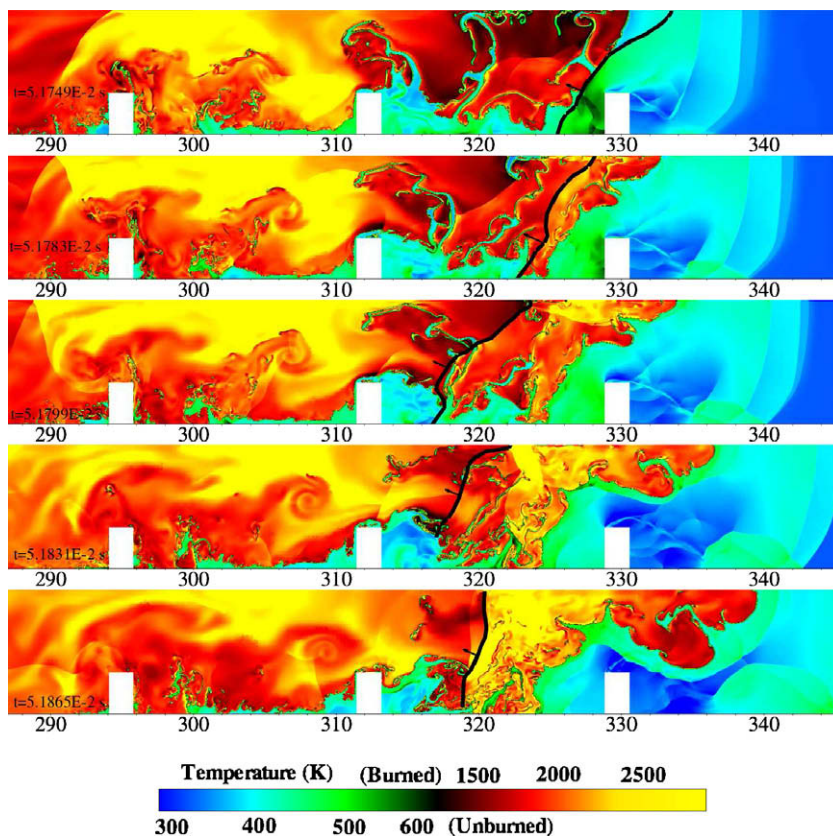 t=5.1749E-2 s
290 300 310 320 330 340
t=5.1783E-2 s
290 300 310 320 330 340
t=5.1799E-2 s
290 300 310 320 330 340
t=5.1831E-2 s
290 300 310 320 330 340
t=5.1865E-2 s
290 300 310 320 330 340
Temperature (K) (Burned) 1500 2000 2500
300 400 500 600 (Unburned)